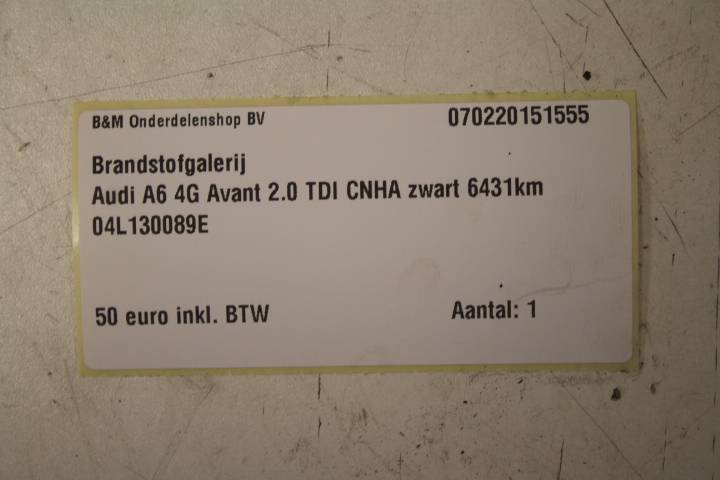 B&M Onderdelenshop BV 070220151555
Brandstofgalerij
Audi A6 4G Avant 2.0 TDI CNHA zwart 6431km
04L130089E
50 euro inkl. BTW Aantal: 1